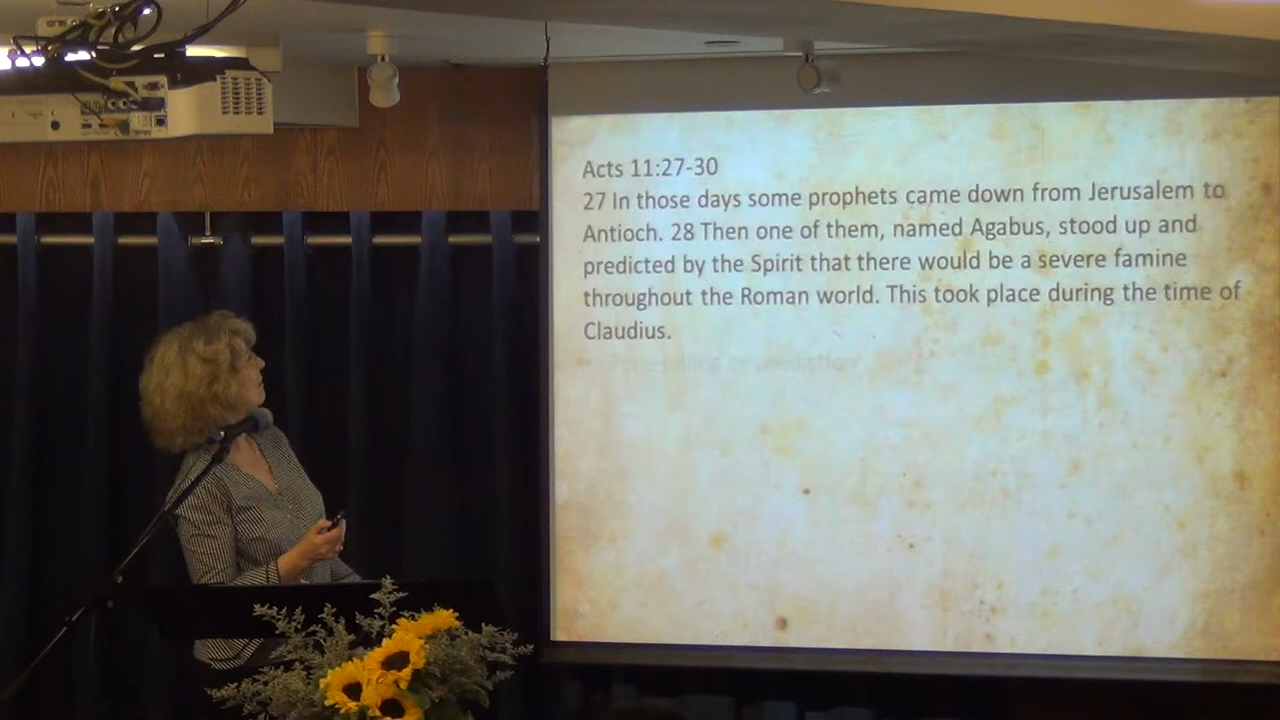 Acts 11:27-30
27 In those days some prophets came down from Jerusalem to
Antioch. 28 Then one of them, named Agabus, stood up and
predicted by the Spirit that there would be a severe famine
throughout the Roman world. This took place during the time of
Claudius.